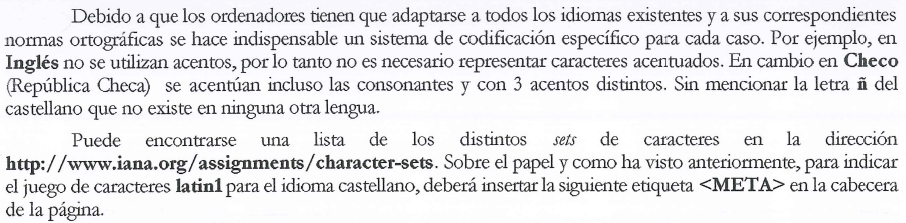 Debido a que los ordenadores tienen que adaptarse a todos los idiomas existentes y a sus correspondientes
normas ortográficas se hace indispensable un sistema de codificación específico para cada caso. Por ejemplo, en
Inglés no se utilizan acentos, por lo tanto no es necesario representar caracteres acentuados. En cambio en Checo
(República Checa) se acentúan incluso las consonantes y con 3 acentos distintos. Sin mencionar la letra ñ del
castellano que no existe en ninguna otra lengua.
Puede encontrarse una lista de los distintos sets de caracteres en la dirección
http://www.iana.org/assignments/character-sets. Sobre el papel y como ha visto anteriormente, para indicar
el juego de caracteres latin1 para el idioma castellano, deberá insertar la siguiente etiqueta <META> en la cabecera
de la página.